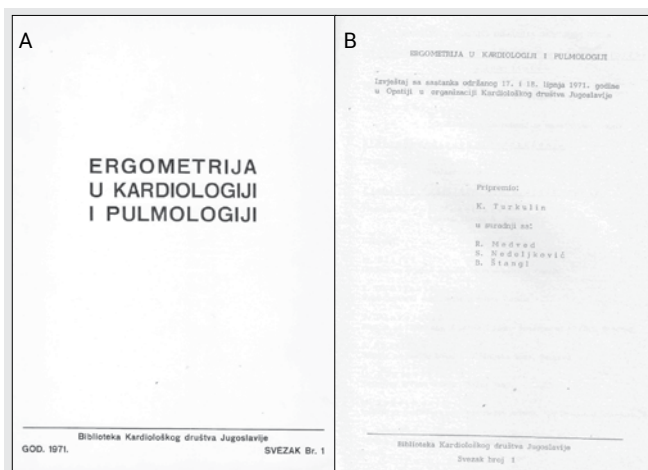 A
ERGOMETRIJA
U KARDIOLOGIJI
I PULMOLOGIJI
Biblioteka Kardiološkog društva Jugoslavije
GOD. 1971.
SVEZAK Br. 1
B
ERGOMETRIJA U KARDIOLOGIJI I PULMOLOGIJI
Izvještaj sa sastanka održanog 17. i 18. lipnja 1971. godine
u Opatiji u organizaciji Kardiološkog društva Jugoslavije
Pripremio:
K. Turkulin
u suradnji sa:
R. Medved
S. Nedeljković
B. Štangl
Biblioteka Kardiološkog društva Jugoslavije
Svezak broj 1